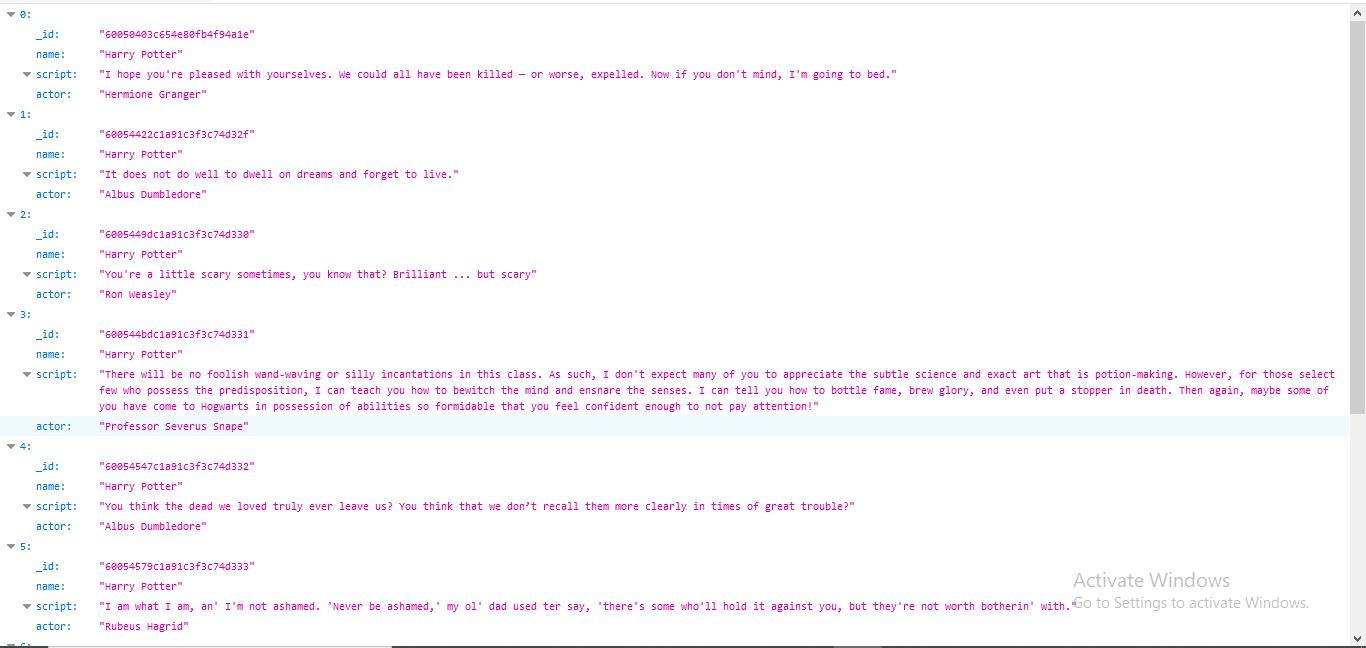 0:
_id: "60050403c654e80fb4f94a1e"
name: "Harry Potter"
script: "I hope you're pleased with yourselves. We could all have been killed — or worse, expelled. Now if you don't mind, I'm going to bed."
actor: "Hermione Granger"
1:
_id: "60054422c1a91c3f3c74d32f"
name: "Harry Potter"
script: "It does not do well to dwell on dreams and forget to live."
actor: "Albus Dumbledore"
2:
_id: "6005449dc1a91c3f3c74d330"
name: "Harry Potter"
script: "You're a little scary sometimes, you know that? Brilliant ... but scary"
actor: "Ron Weasley"
3:
_id: "600544bdc1a91c3f3c74d331"
name: "Harry Potter"
script: "There will be no foolish wand-waving or silly incantations in this class. As such, I don't expect many of you to appreciate the subtle science and exact art that is potion-making. However, for those select
few who possess the predisposition, I can teach you how to bewitch the mind and ensnare the senses. I can tell you how to bottle fame, brew glory, and even put a stopper in death. Then again, maybe some of
you have come to Hogwarts in possession of abilities so formidable that you feel confident enough to not pay attention!"
actor: "Professor Severus Snape"
4:
_id: "60054547c1a91c3f3c74d332"
name: "Harry Potter"
script: "You think the dead we loved truly ever leave us? You think that we don’t recall them more clearly in times of great trouble?"
actor: "Albus Dumbledore"
5:
_id: "60054579c1a91c3f3c74d333"
name: "Harry Potter"
script: "I am what I am, an' I'm not ashamed. 'Never be ashamed,' my ol' dad used ter say, 'there's some who'll hold it against you, but they're not worth botherin' with."
actor: "Rubeus Hagrid"
Activate Windows
Go to Settings to activate Windows.